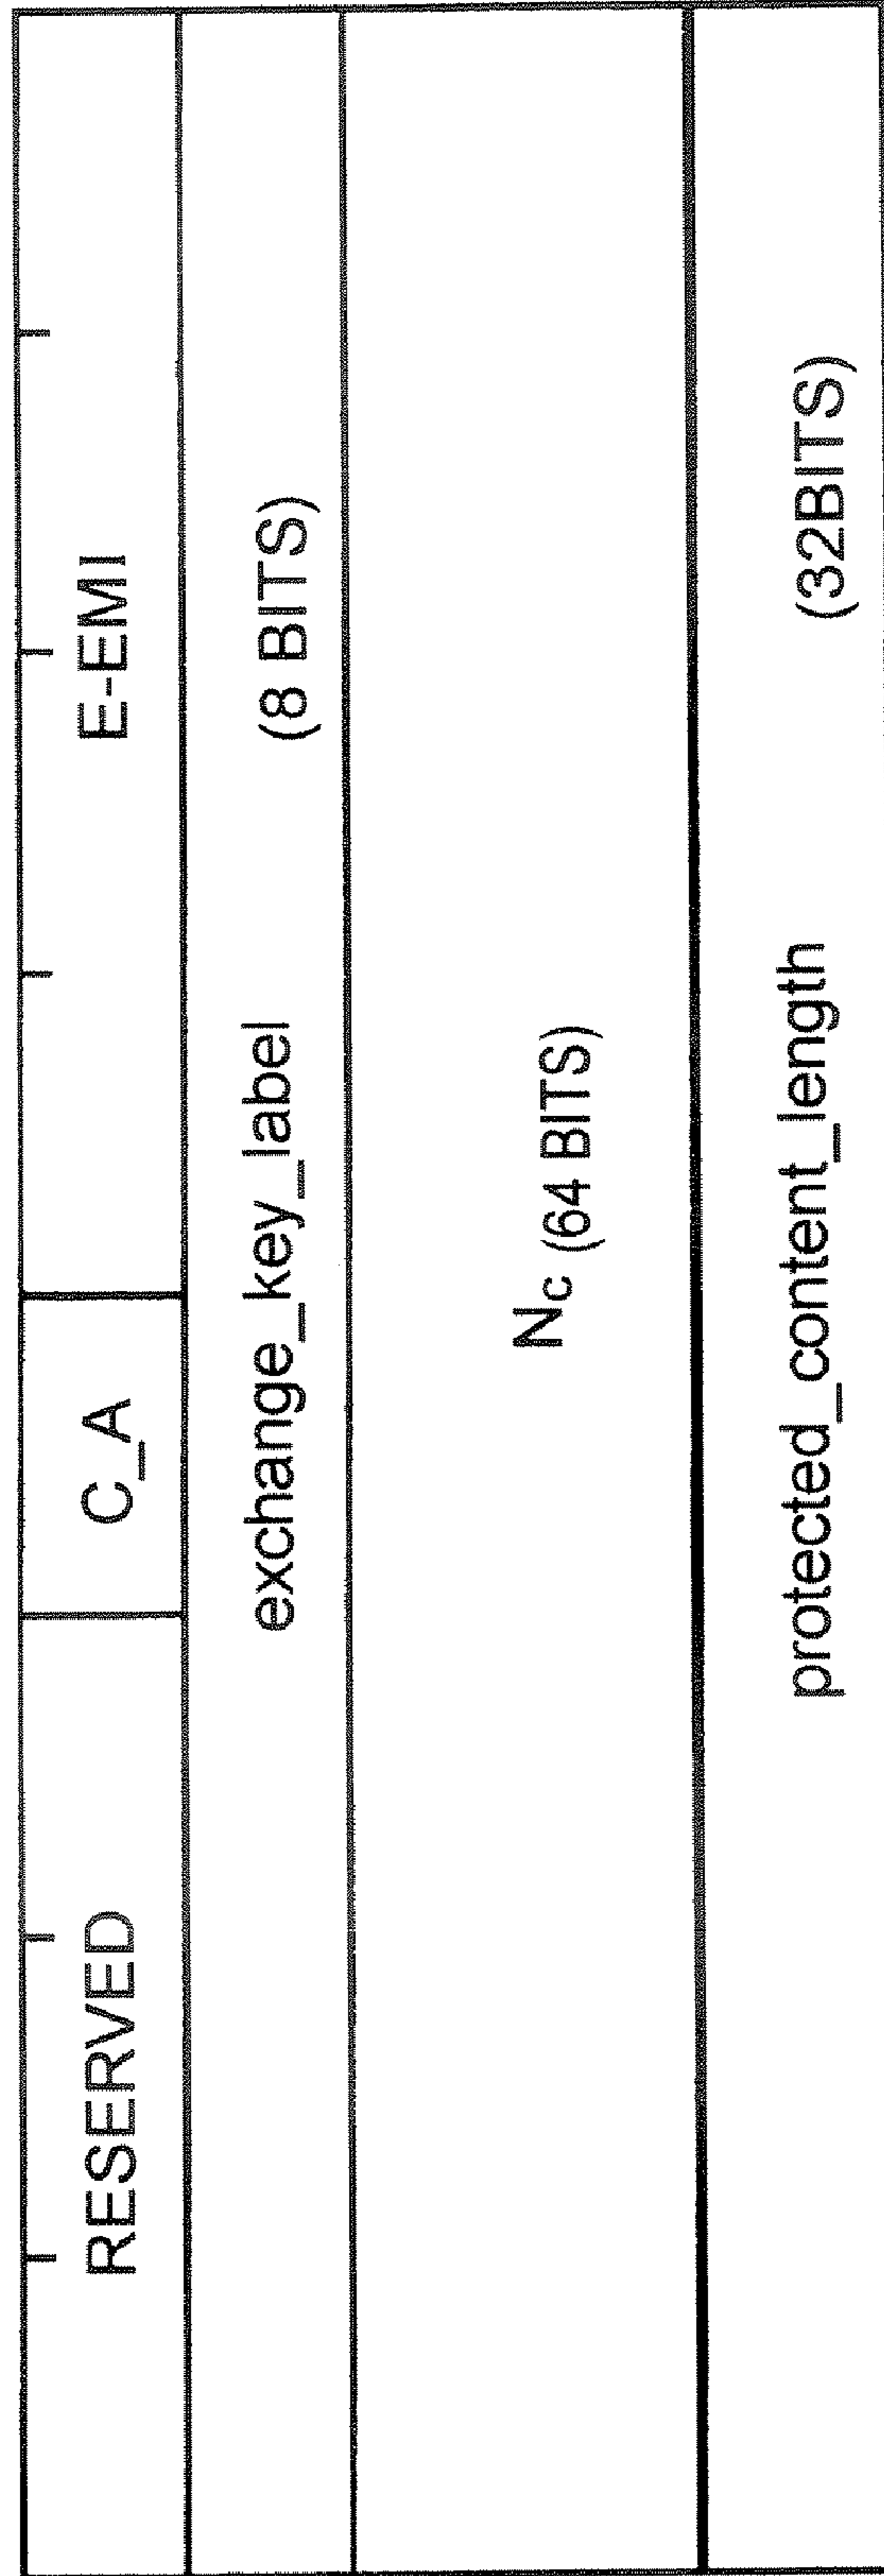 RESERVED C_A E-EMI
exchange_key_label (8 BITS)
Nc (64 BITS)
protected_content_length (32BITS)